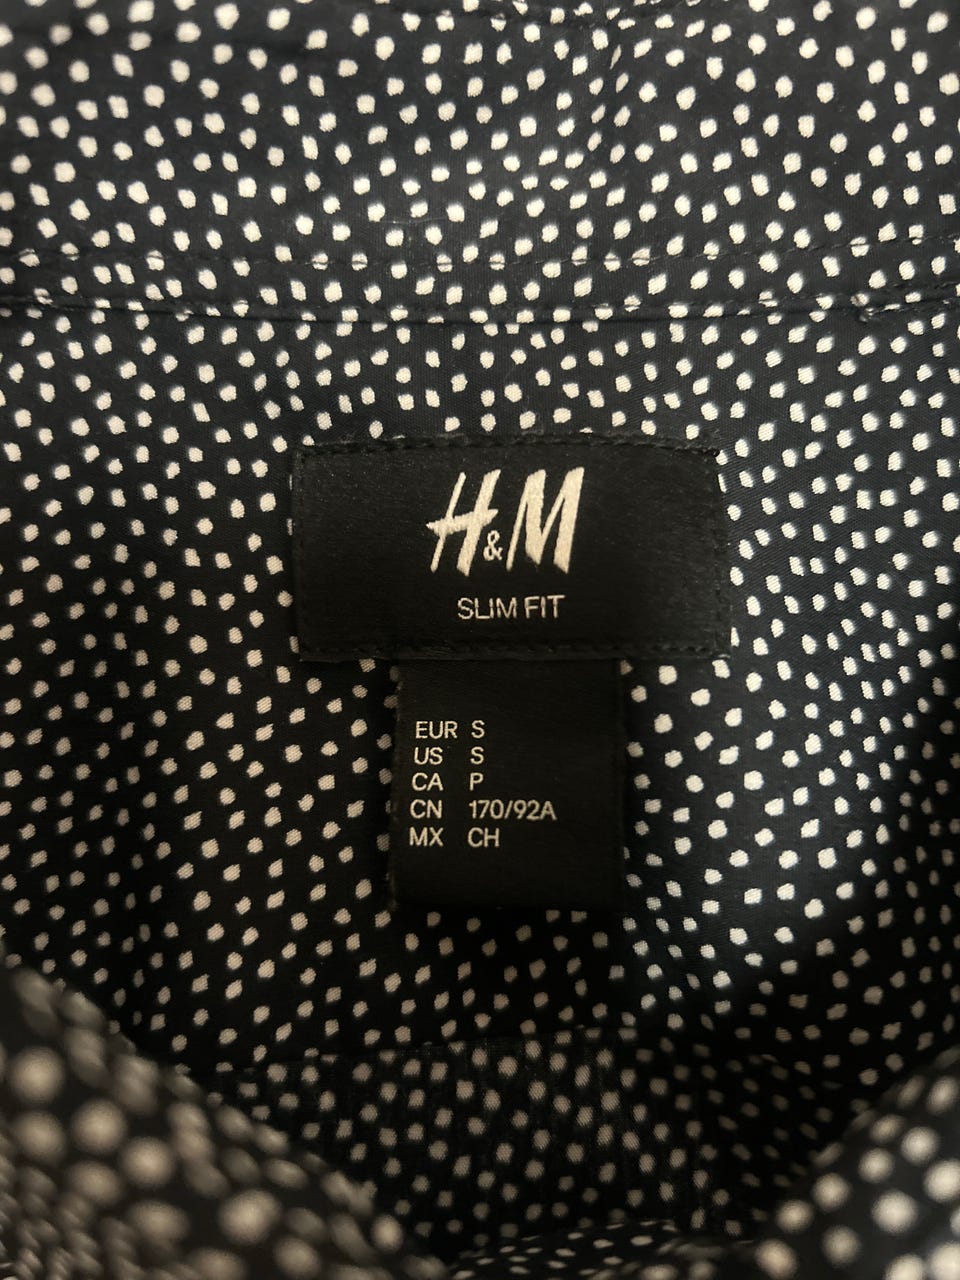 H&M
SLIM FIT
EUR S
US S
CA P
CN 170/92A
MX CH